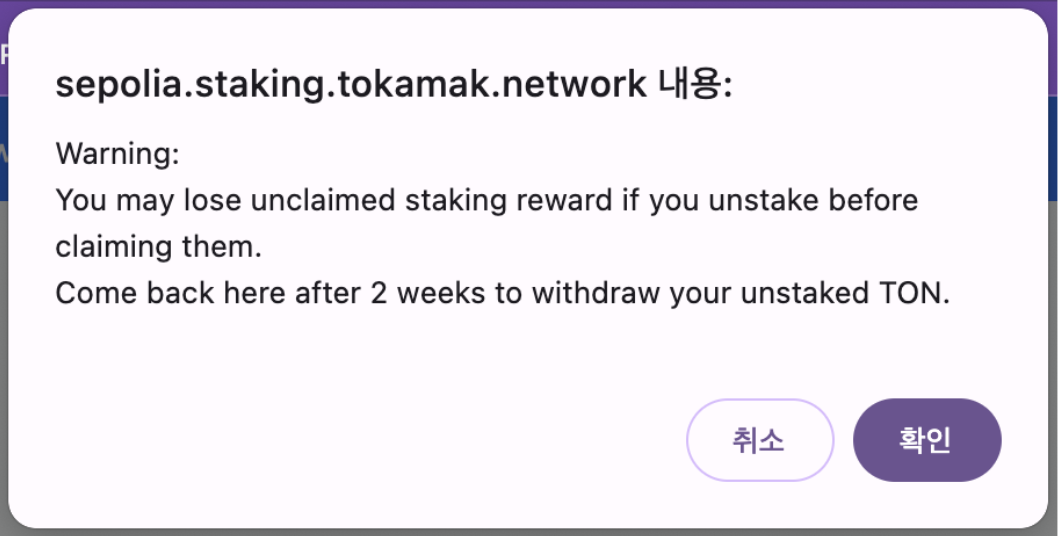 sepolia.staking.tokamak.network 내용:
Warning:
You may lose unclaimed staking reward if you unstake before
claiming them.
Come back here after 2 weeks to withdraw your unstaked TON.
취소
확인